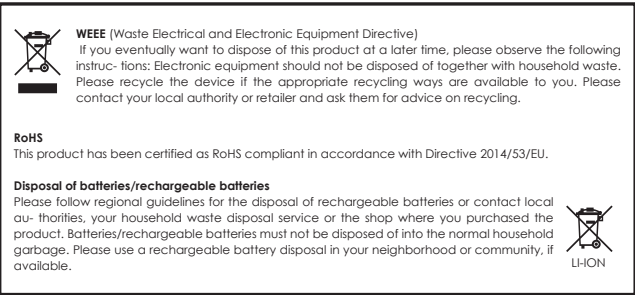 WEEE (Waste Electrical and Electronic Equipment Directive)
If you eventually want to dispose of this product at a later time, please observe the following
instruc- tions: Electronic equipment should not be disposed of together with household waste.
Please recycle the device if the appropriate recycling ways are available to you. Please
contact your local authority or retailer and ask them for advice on recycling.
RoHS
This product has been certified as RoHS compliant in accordance with Directive 2014/53/EU.
Disposal of batteries/rechargeable batteries
Please follow regional guidelines for the disposal of rechargeable batteries or contact local
au- thorities, your household waste disposal service or the shop where you purchased the
product. Batteries/rechargeable batteries must not be disposed of into the normal household
garbage. Please use a rechargeable battery disposal in your neighborhood or community, if
available.
LI-ION